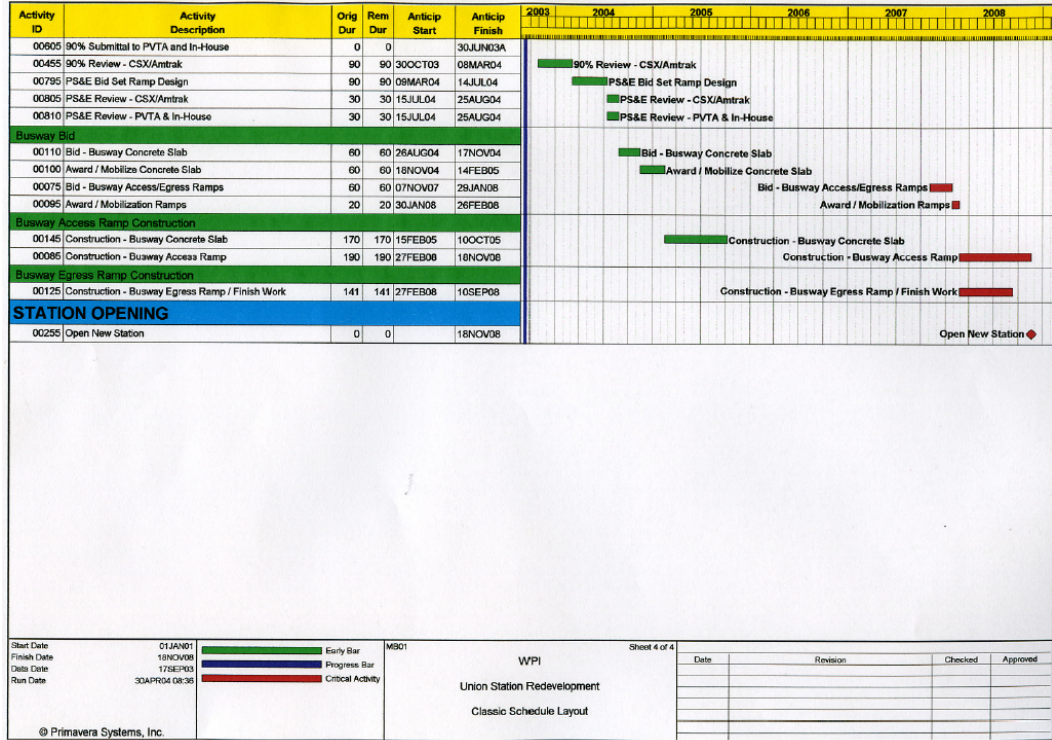 Activity ID Activity Description Orig Dur Rem Dur Anticip Start Anticip Finish 2003 2004 2005 2006 2007 2008
00605 90% Submittal to PVTA and In-House 0 0 30JUN03A
00455 90% Review - CSX/Amtrak 90 90 30OCT03 08MAR04 90% Review - CSX/Amtrak
00795 PS&E Bid Set Ramp Design 90 90 09MAR04 14JUL04 PS&E Bid Set Ramp Design
00805 PS&E Review - CSX/Amtrak 30 30 15JUL04 25AUG04 PS&E Review - CSX/Amtrak
00810 PS&E Review - PVTA & In-House 30 30 15JUL04 25AUG04 PS&E Review - PVTA & In-House
Busway Bid
00110 Bid - Busway Concrete Slab 60 60 26AUG04 17NOV04 Bid - Busway Concrete Slab
00100 Award / Mobilize Concrete Slab 60 60 18NOV04 14FEB05 Award / Mobilize Concrete Slab
00075 Bid - Busway Access/Egress Ramps 60 60 07NOV07 29JAN08 Bid - Busway Access/Egress Ramps
00095 Award / Mobilization Ramps 20 20 30JAN08 26FEB08 Award / Mobilization Ramps
Busway Access Ramp Construction
00145 Construction - Busway Concrete Slab 170 170 15FEB05 10OCT05 Construction - Busway Concrete Slab
00085 Construction - Busway Access Ramp 190 190 27FEB08 18NOV08 Construction - Busway Access Ramp
Busway Egress Ramp Construction
00125 Construction - Busway Egress Ramp / Finish Work 141 141 27FEB08 10SEP08 Construction - Busway Egress Ramp / Finish Work
STATION OPENING
00255 Open New Station 0 0 18NOV08 Open New Station
Start Date 01JAN01
Finish Date 18NOV08
Data Date 17SEP03
Run Date 30APR04 08:36
© Primavera Systems, Inc.
Early Bar
Progress Bar
Critical Activity
MB01 Sheet 4 of 4
WPI
Union Station Redevelopment
Classic Schedule Layout
Date Revision Checked Approved